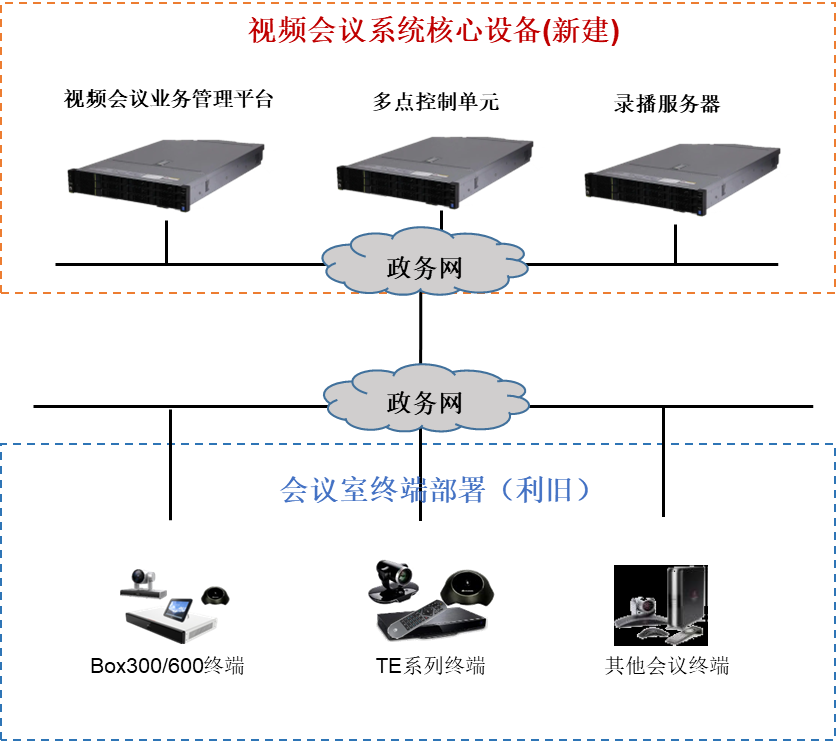 视频会议系统核心设备(新建)
视频会议业务管理平台
多点控制单元
录播服务器
政务网
政务网
会议室终端部署（利旧）
Box300/600终端
TE系列终端
其他会议终端